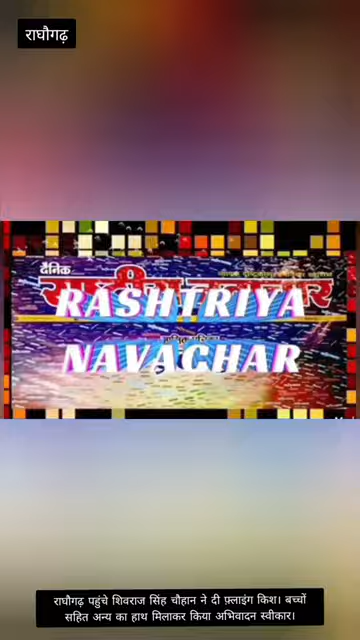 राघौगढ़
दैनिक
RASHTRIYA
NAVACHAR
राघौगढ़ पहुंचे शिवराज सिंह चौहान ने दी फ़्लाइंग किश। बच्चों
सहित अन्य का हाथ मिलाकर किया अभिवादन स्वीकार।